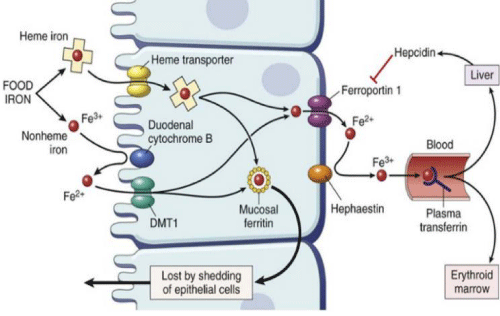 Heme iron
Heme transporter
FOOD
IRON
Fe3+
Nonheme
iron
Fe2+
Duodenal
cytochrome B
DMT1
Mucosal
ferritin
Lost by shedding
of epithelial cells
Hepcidin
Liver
Ferroportin 1
Fe2+
Fe3+
Hephaestin
Blood
Plasma
transferrin
Erythroid
marrow